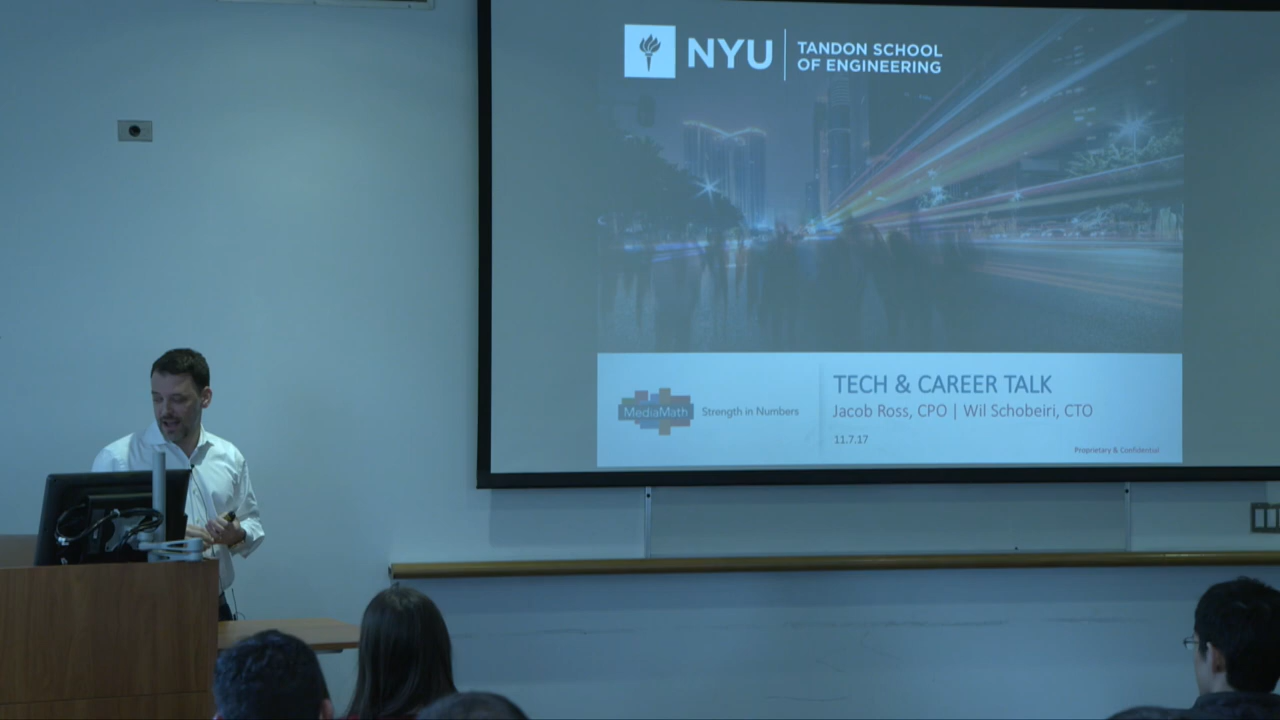 NYU
TANDON SCHOOL
OF ENGINEERING
MediaMath
Strength in Numbers
TECH & CAREER TALK
Jacob Ross, CPO | Wil Schobeiri, CTO
11.7.17
Proprietary & Confidential